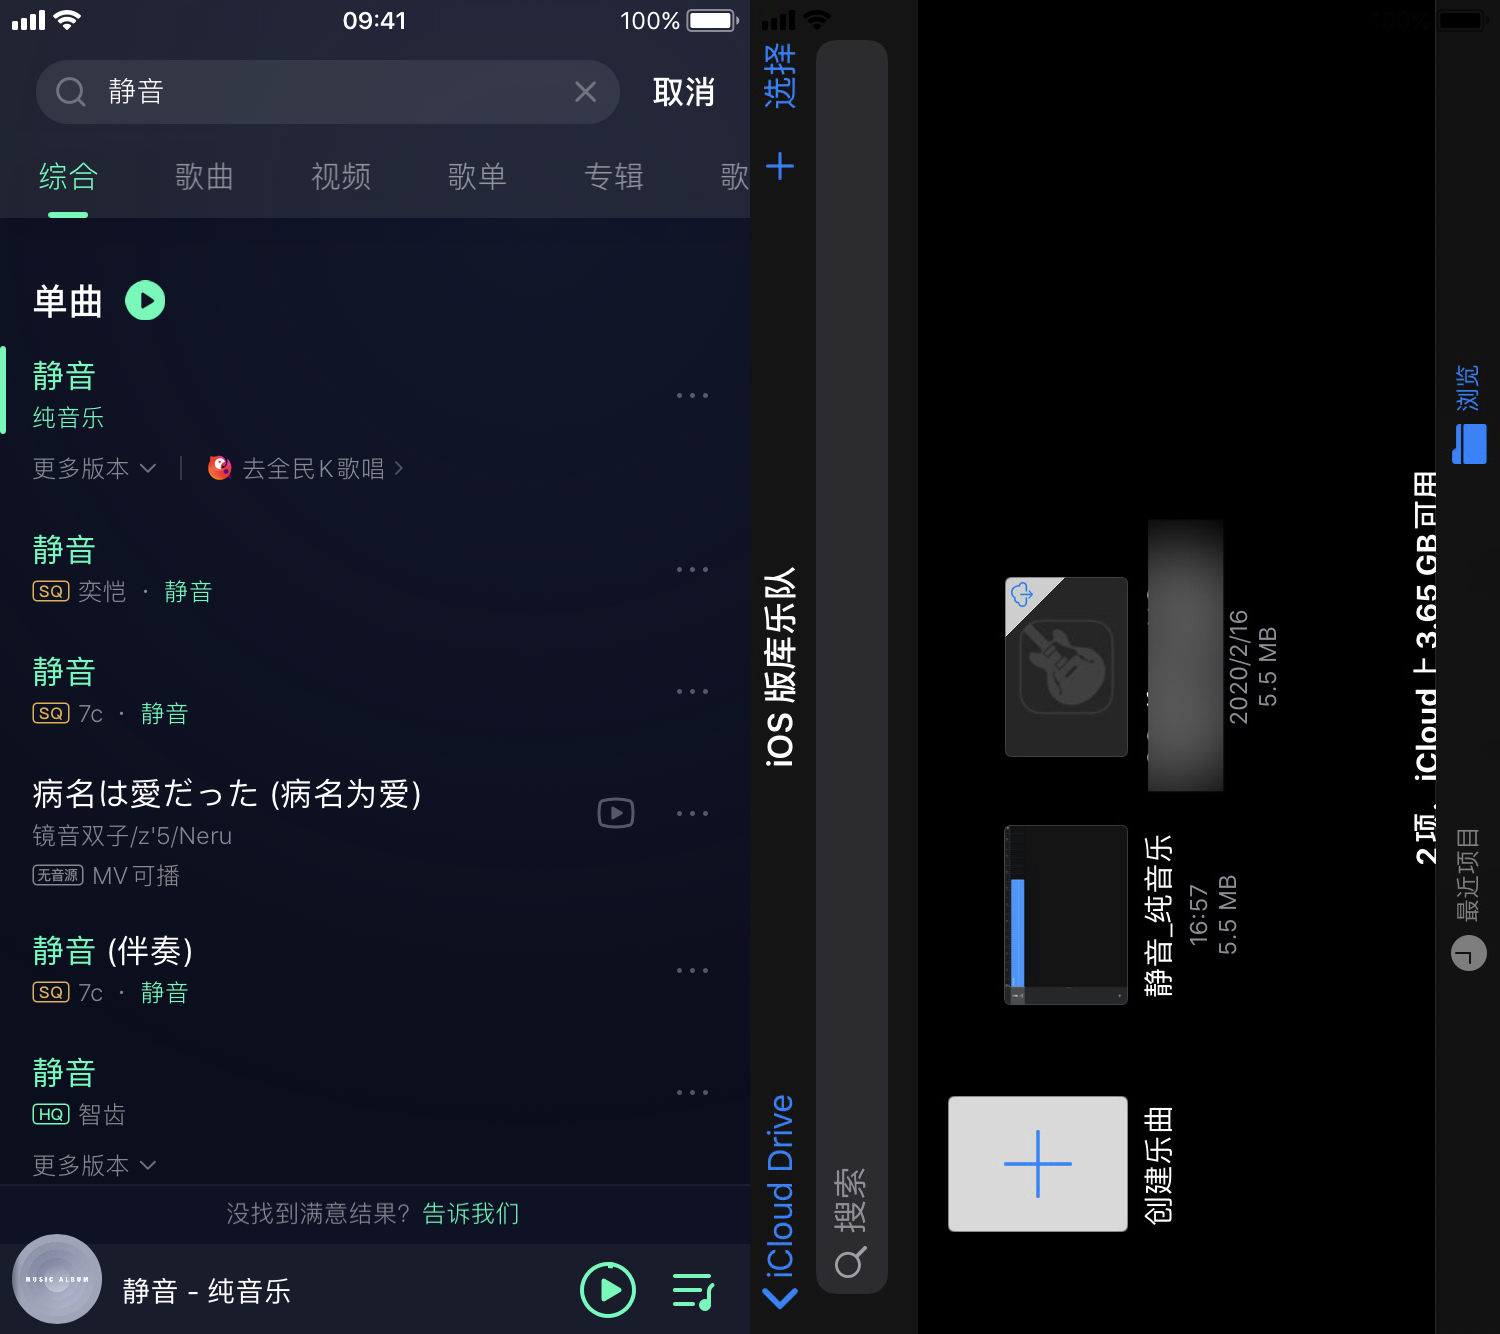 09:41
100%
静音
取消
综合 歌曲 视频 歌单 专辑 歌
单曲
静音
纯音乐
更多版本 去全民K歌唱
静音
SQ 奕恺 · 静音
静音
SQ 7c · 静音
病名は愛だった (病名为爱)
镜音双子/z'5/Neru
无音源 MV可播
静音 (伴奏)
SQ 7c · 静音
静音
HQ 智齿
更多版本
没找到满意结果? 告诉我们
MUSIC ALBUM
静音 - 纯音乐
100%
iCloud Drive
iOS 版库乐队
选择
搜索
创建乐曲
静音_纯音乐
16:57
5.5 MB
2020/2/16
5.5 MB
2 项，iCloud 上 3.65 GB 可用
最近项目
浏览